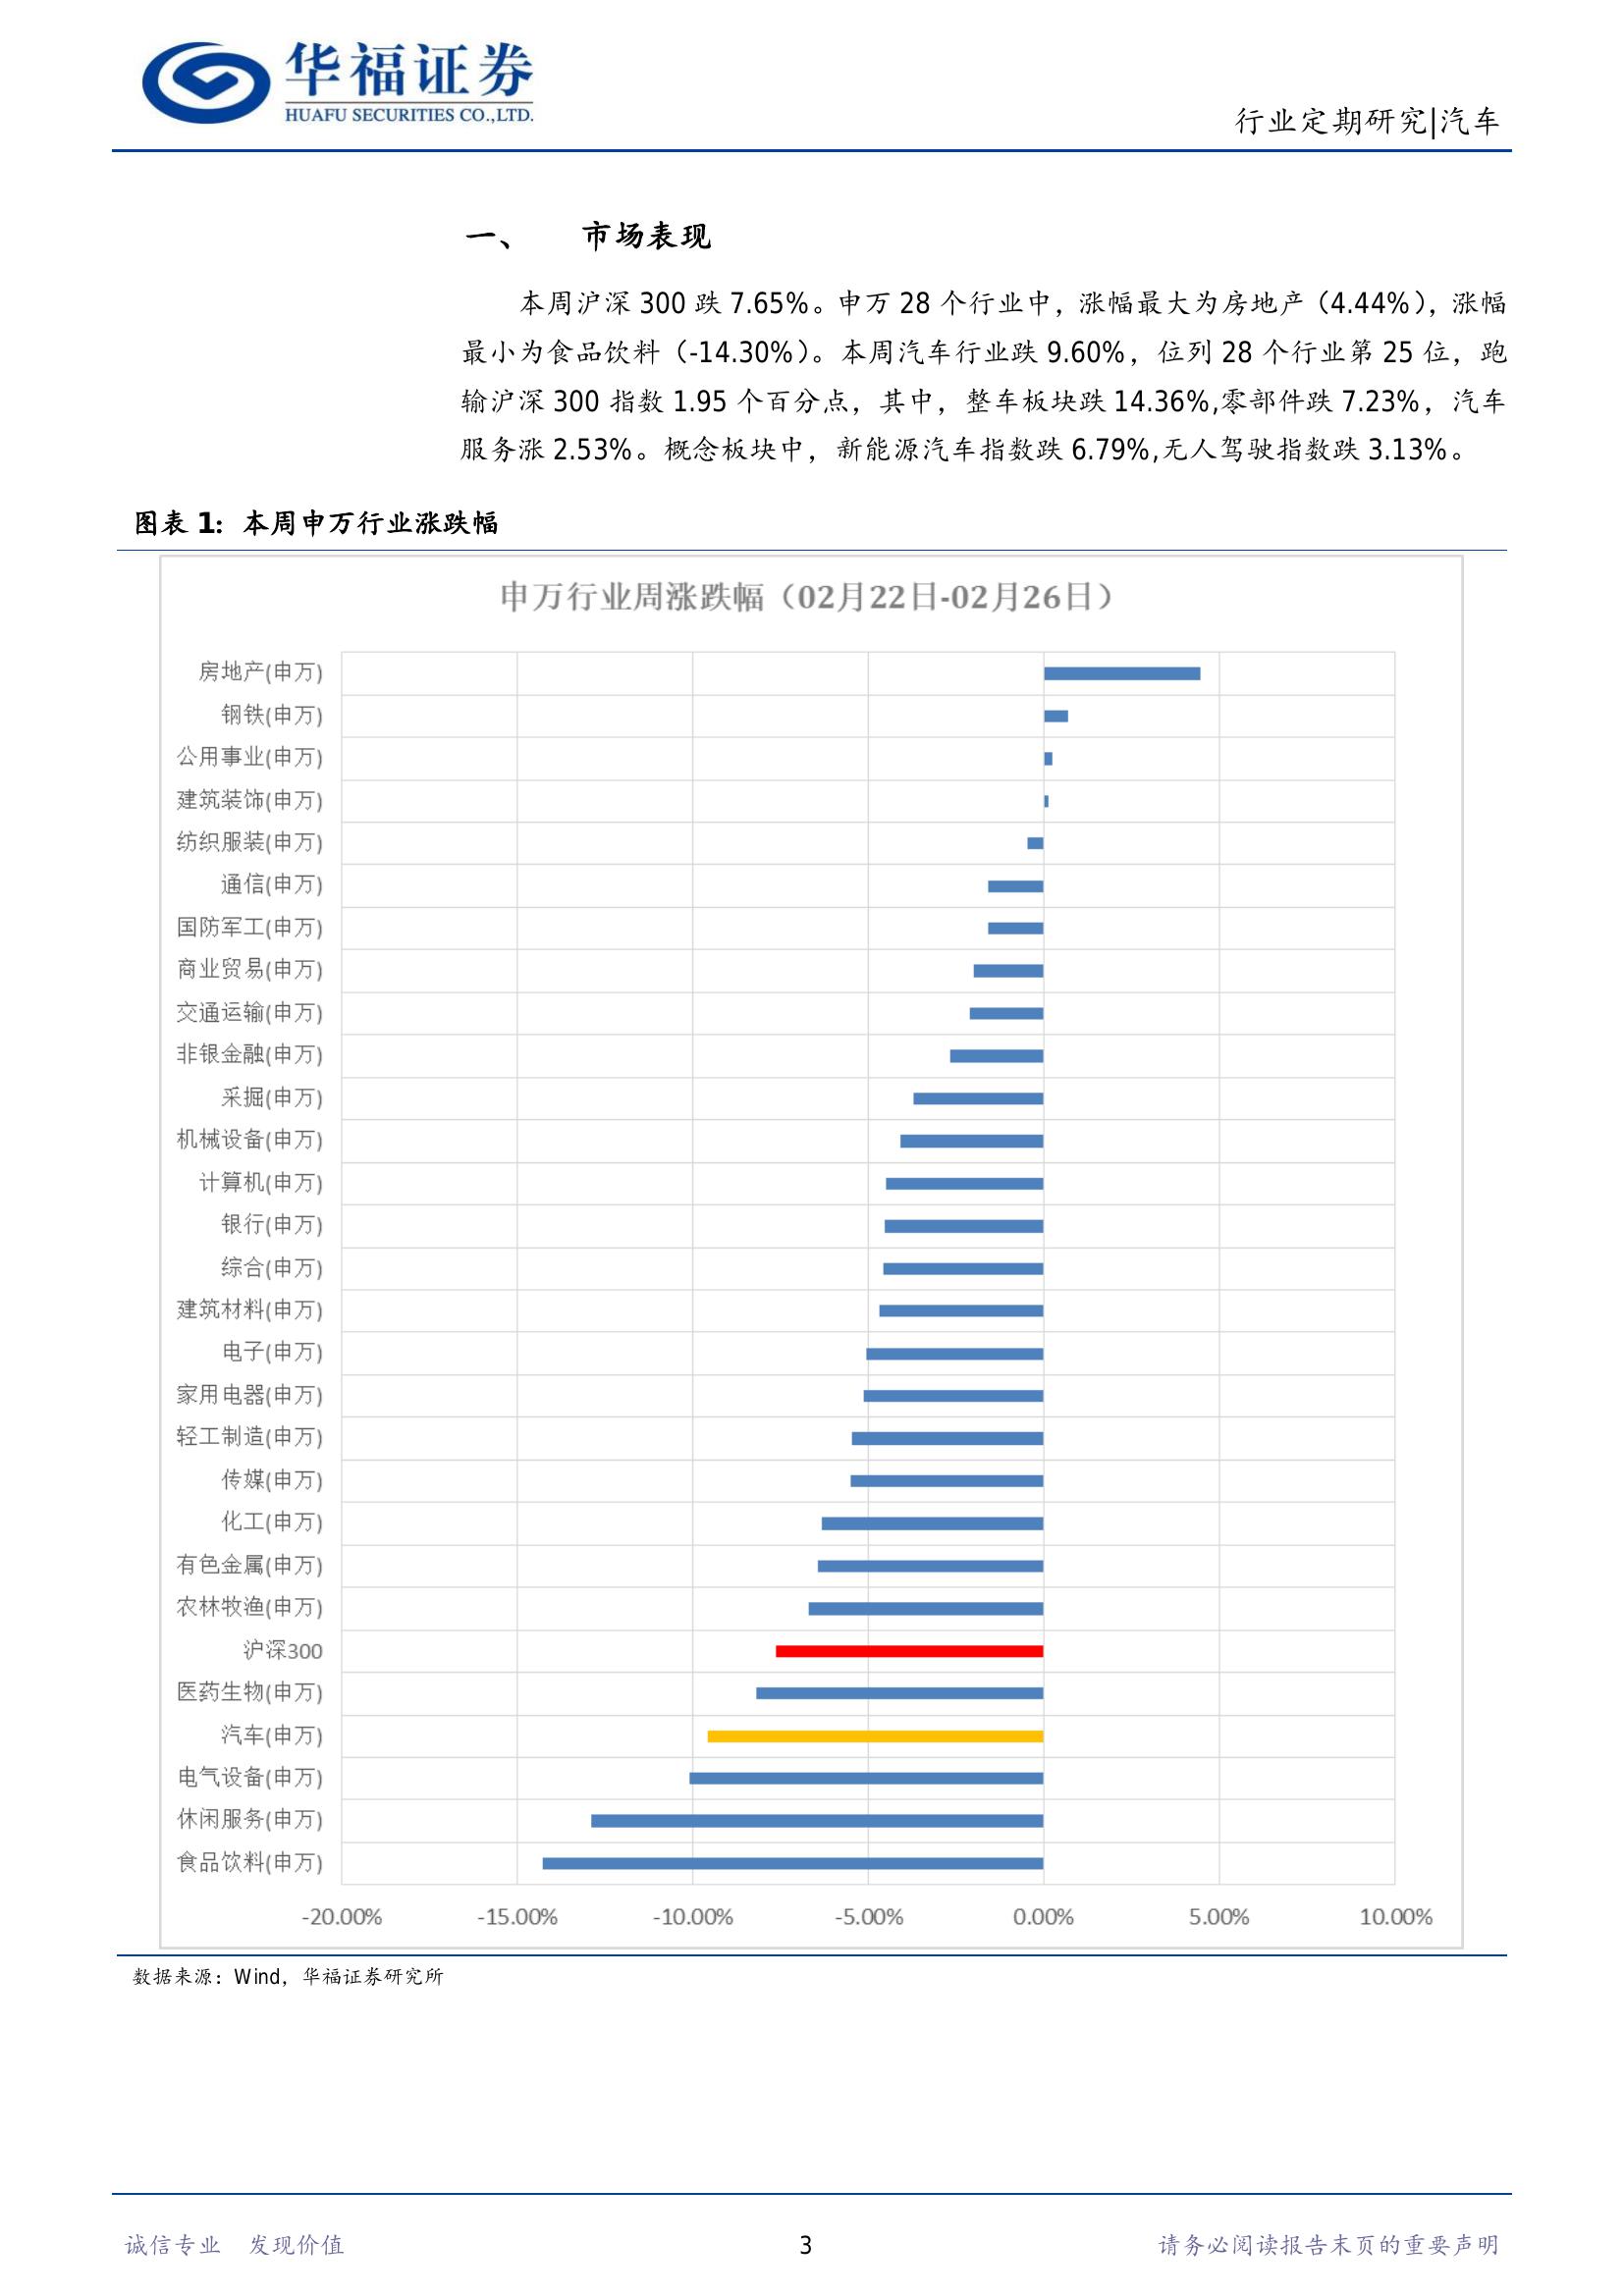 华福证券
HUAFU SECURITIES CO.,LTD.
行业定期研究|汽车
一、 市场表现
本周沪深 300 跌 7.65%。申万 28 个行业中，涨幅最大为房地产（4.44%），涨幅
最小为食品饮料（-14.30%）。本周汽车行业跌 9.60%，位列 28 个行业第 25 位，跑
输沪深 300 指数 1.95 个百分点，其中，整车板块跌 14.36%,零部件跌 7.23%，汽车
服务涨 2.53%。概念板块中，新能源汽车指数跌 6.79%,无人驾驶指数跌 3.13%。
图表 1：本周申万行业涨跌幅
申万行业周涨跌幅（02月22日-02月26日）
房地产(申万)
钢铁(申万)
公用事业(申万)
建筑装饰(申万)
纺织服装(申万)
通信(申万)
国防军工(申万)
商业贸易(申万)
交通运输(申万)
非银金融(申万)
采掘(申万)
机械设备(申万)
计算机(申万)
银行(申万)
综合(申万)
建筑材料(申万)
电子(申万)
家用电器(申万)
轻工制造(申万)
传媒(申万)
化工(申万)
有色金属(申万)
农林牧渔(申万)
沪深300
医药生物(申万)
汽车(申万)
电气设备(申万)
休闲服务(申万)
食品饮料(申万)
-20.00% -15.00% -10.00% -5.00% 0.00% 5.00% 10.00%
数据来源：Wind，华福证券研究所
诚信专业 发现价值 3 请务必阅读报告末页的重要声明